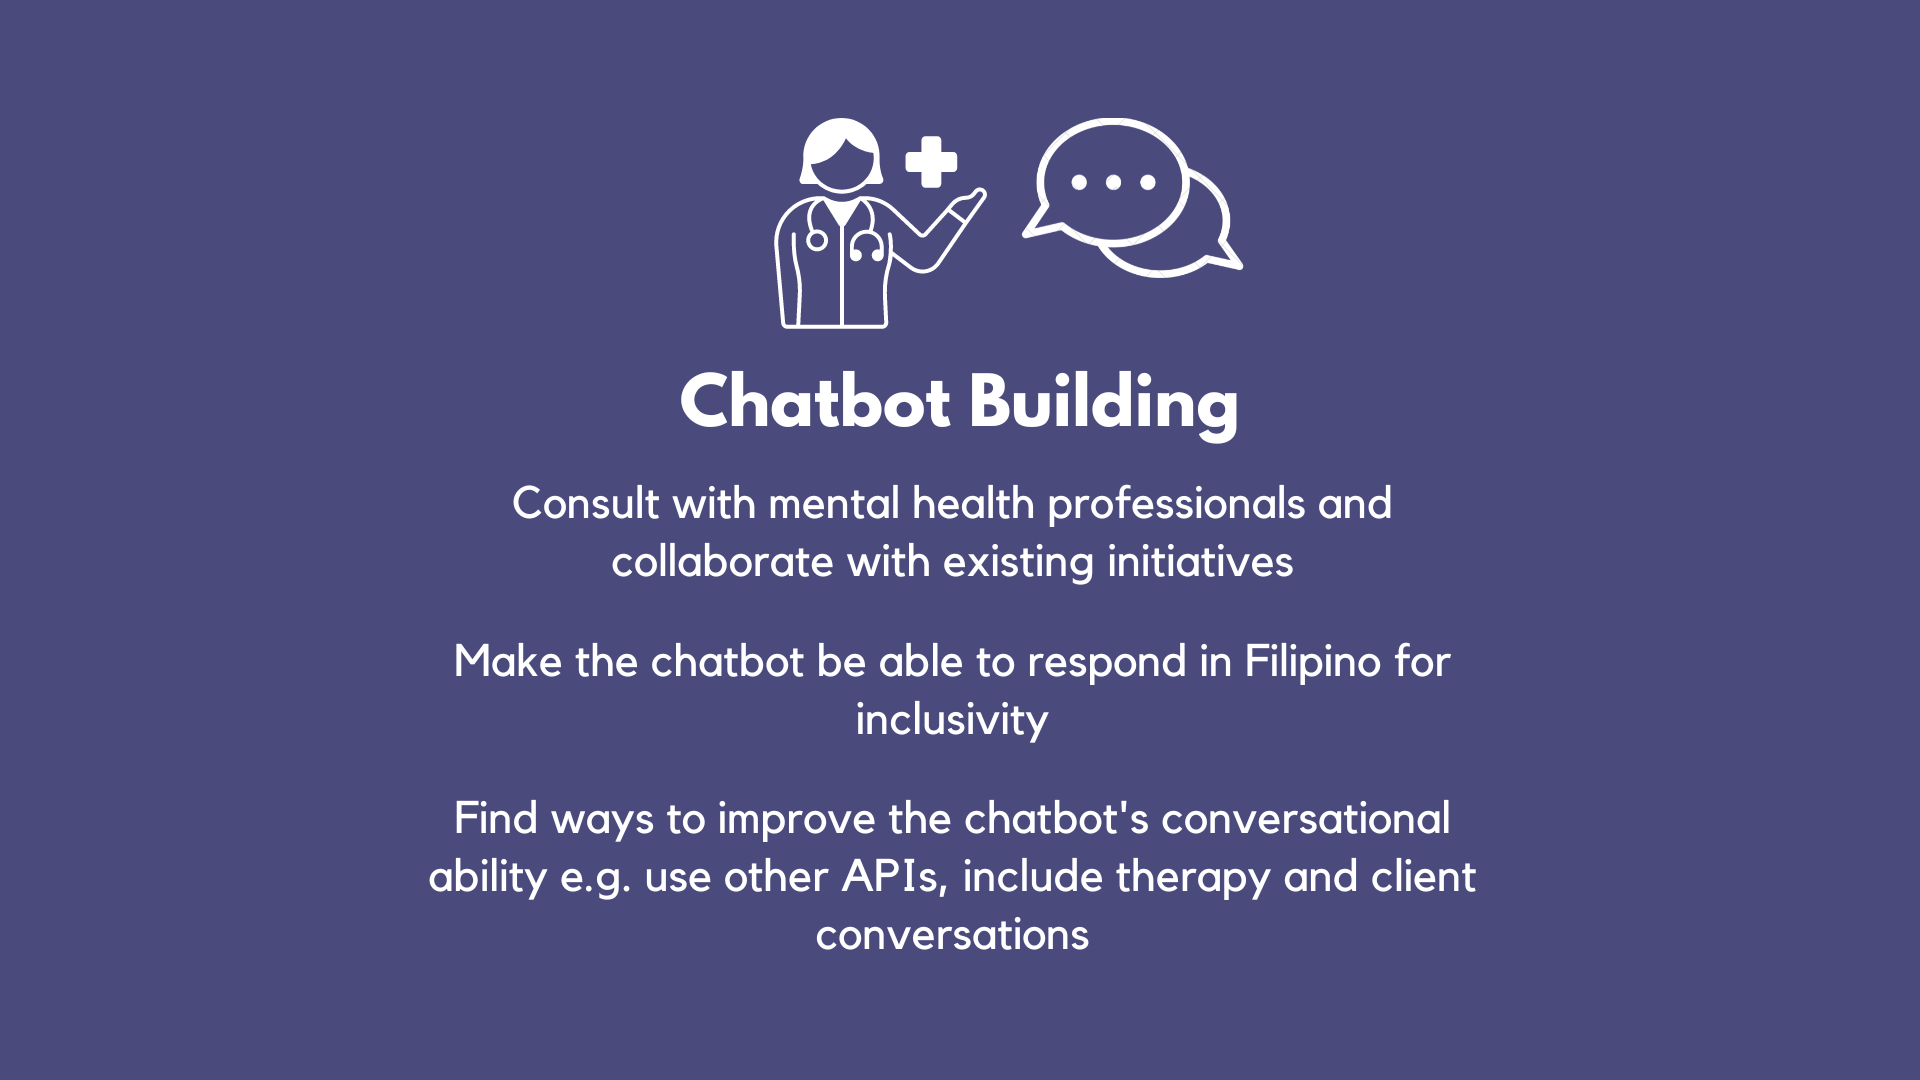 Chatbot Building
Consult with mental health professionals and
collaborate with existing initiatives
Make the chatbot be able to respond in Filipino for
inclusivity
Find ways to improve the chatbot's conversational
ability e.g. use other APIs, include therapy and client
conversations